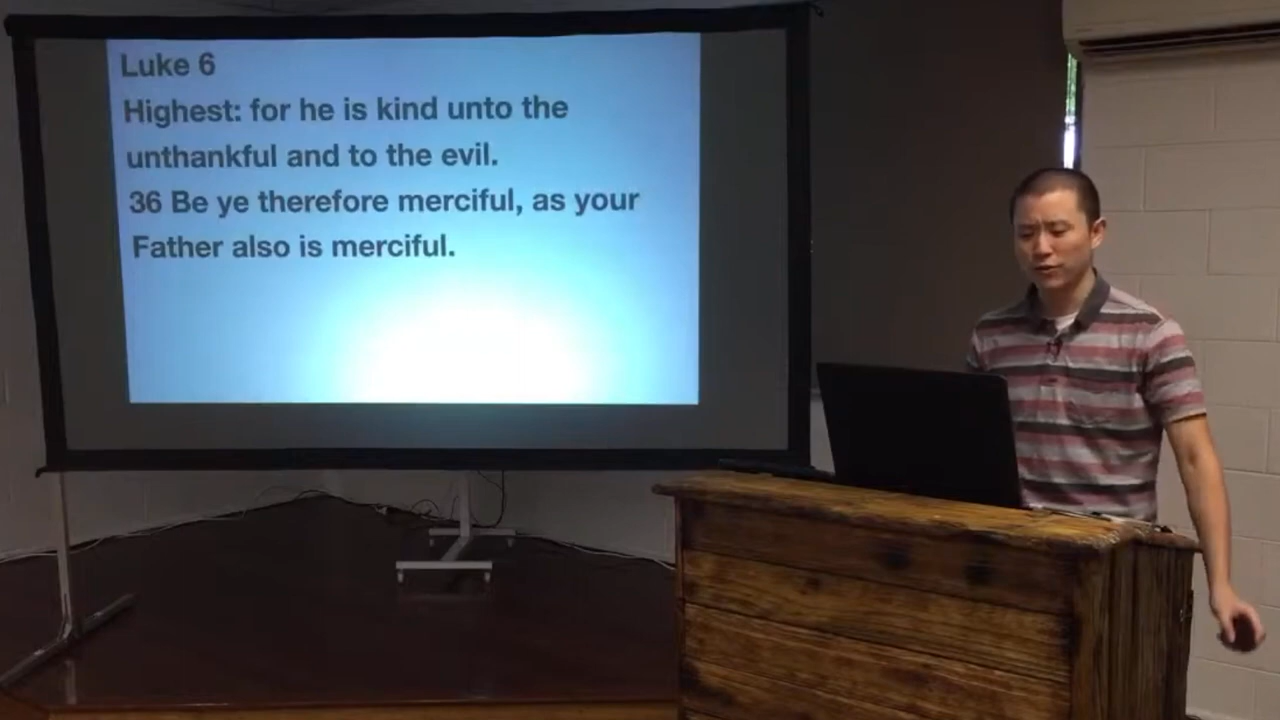 Luke 6
Highest: for he is kind unto the
unthankful and to the evil.
36 Be ye therefore merciful, as your
Father also is merciful.